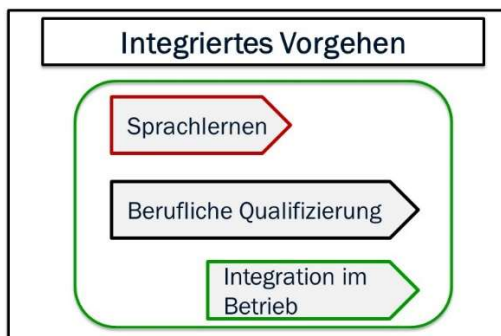 Integriertes Vorgehen
Sprachlernen
Berufliche Qualifizierung
Integration im
Betrieb